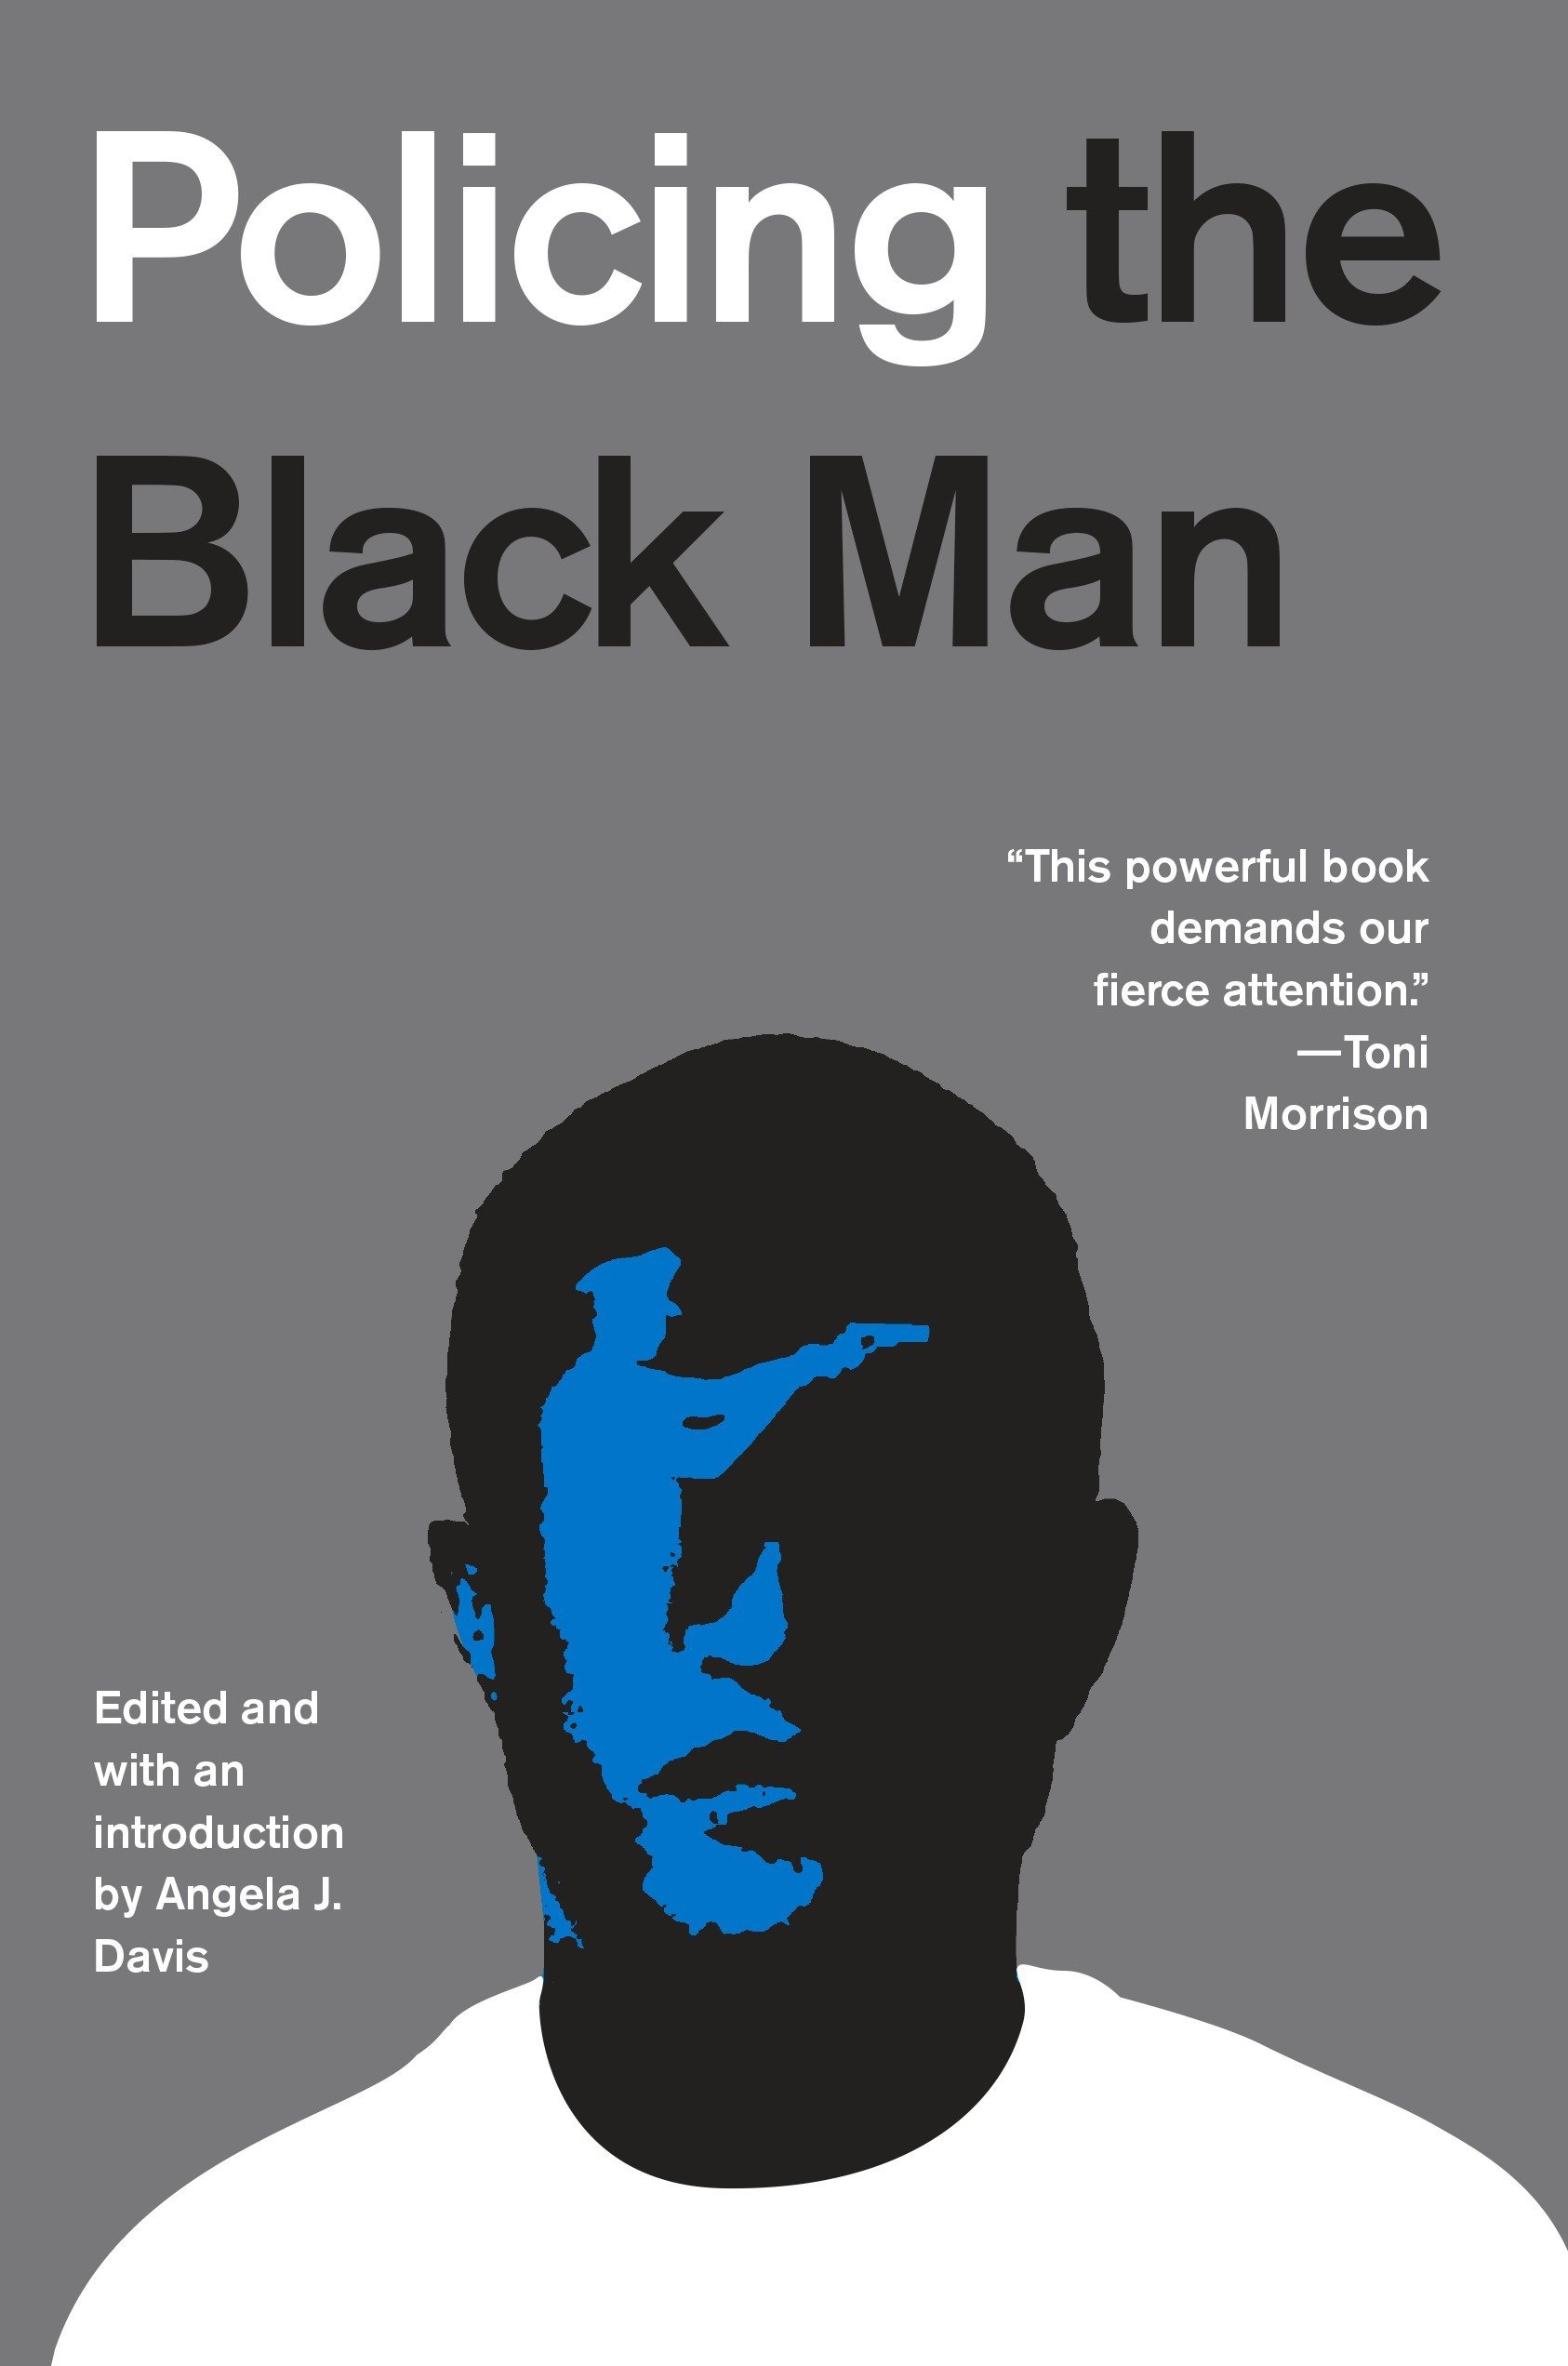 Policing the
Black Man
“This powerful book
demands our
fierce attention.”
—Toni
Morrison
Edited and
with an
introduction
by Angela J.
Davis